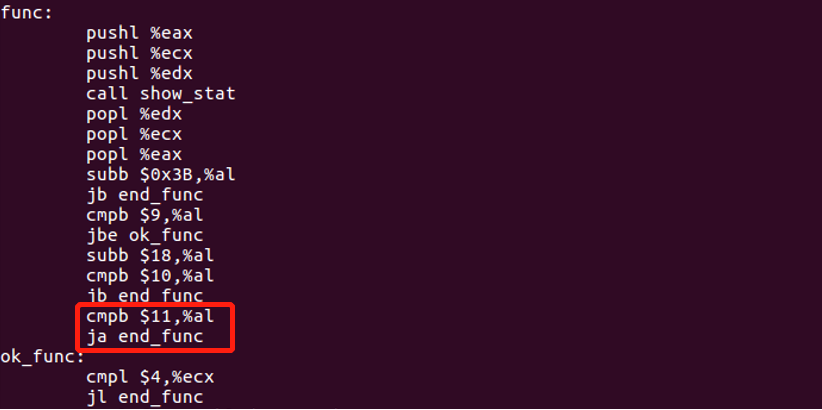 func:
pushl %eax
pushl %ecx
pushl %edx
call show_stat
popl %edx
popl %ecx
popl %eax
subb $0x3B,%al
jb end_func
cmpb $9,%al
jbe ok_func
subb $18,%al
cmpb $10,%al
jb end_func
cmpb $11,%al
ja end_func
ok_func:
cmpl $4,%ecx
jl end_func